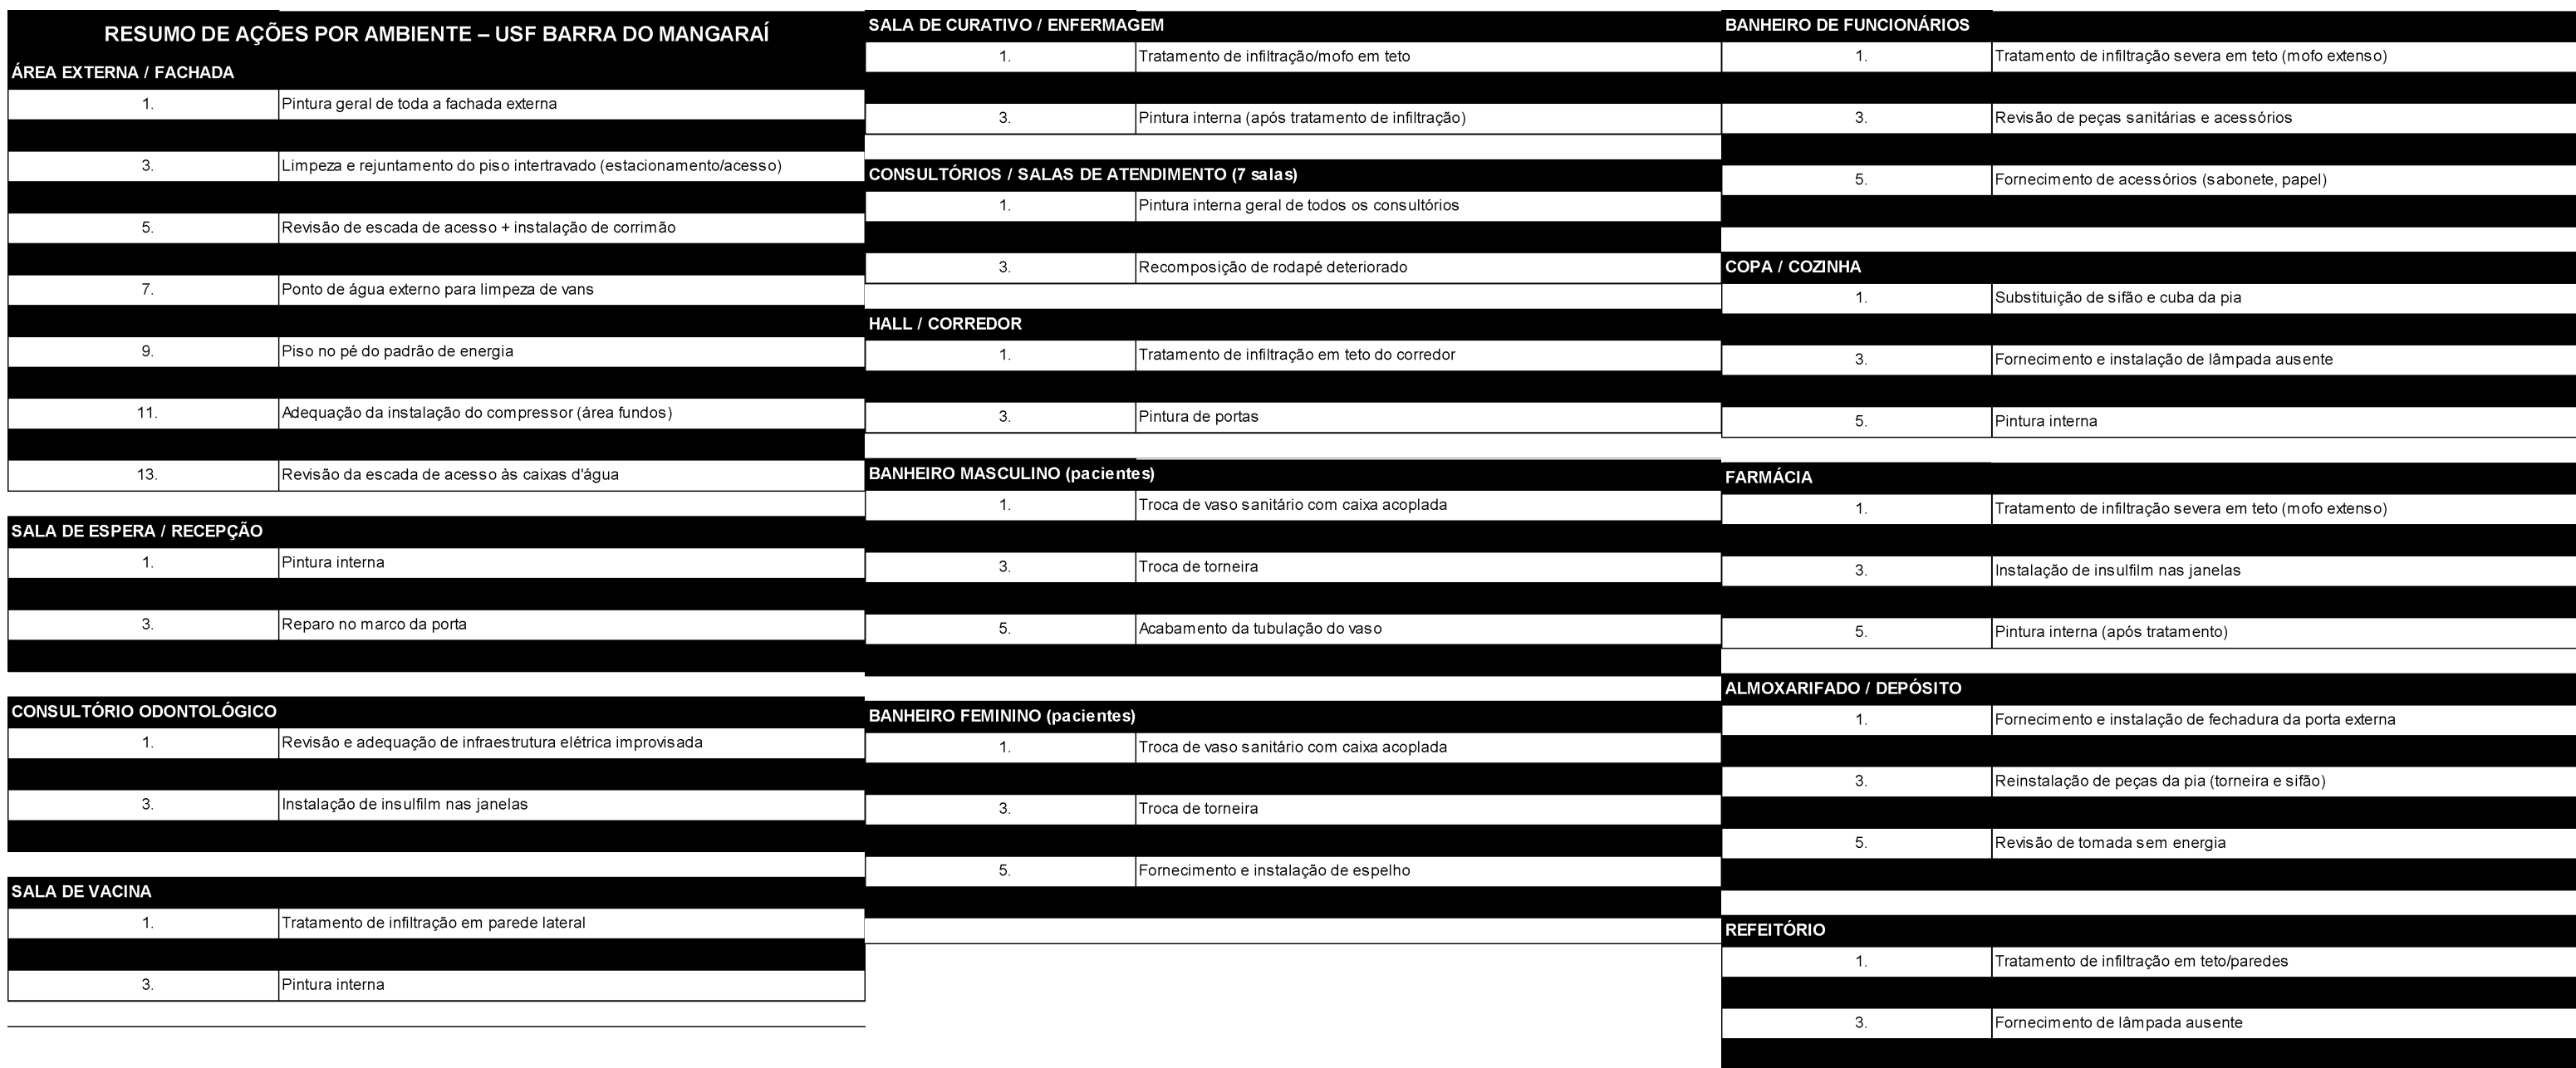 RESUMO DE AÇÕES POR AMBIENTE – USF BARRA DO MANGARAÍ
ÁREA EXTERNA / FACHADA
1. Pintura geral de toda a fachada externa
3. Limpeza e rejuntamento do piso intertravado (estacionamento/acesso)
5. Revisão de escada de acesso + instalação de corrimão
7. Ponto de água externo para limpeza de vans
9. Piso no pé do padrão de energia
11. Adequação da instalação do compressor (área fundos)
13. Revisão da escada de acesso às caixas d'água
SALA DE ESPERA / RECEPÇÃO
1. Pintura interna
3. Reparo no marco da porta
CONSULTÓRIO ODONTOLÓGICO
1. Revisão e adequação de infraestrutura elétrica improvisada
3. Instalação de insulfilm nas janelas
SALA DE VACINA
1. Tratamento de infiltração em parede lateral
3. Pintura interna
SALA DE CURATIVO / ENFERMAGEM
1. Tratamento de infiltração/mofo em teto
3. Pintura interna (após tratamento de infiltração)
CONSULTÓRIOS / SALAS DE ATENDIMENTO (7 salas)
1. Pintura interna geral de todos os consultórios
3. Recomposição de rodapé deteriorado
HALL / CORREDOR
1. Tratamento de infiltração em teto do corredor
3. Pintura de portas
BANHEIRO MASCULINO (pacientes)
1. Troca de vaso sanitário com caixa acoplada
3. Troca de torneira
5. Acabamento da tubulação do vaso
BANHEIRO FEMININO (pacientes)
1. Troca de vaso sanitário com caixa acoplada
3. Troca de torneira
5. Fornecimento e instalação de espelho
BANHEIRO DE FUNCIONÁRIOS
1. Tratamento de infiltração severa em teto (mofo extenso)
3. Revisão de peças sanitárias e acessórios
5. Fornecimento de acessórios (sabonete, papel)
COPA / COZINHA
1. Substituição de sifão e cuba da pia
3. Fornecimento e instalação de lâmpada ausente
5. Pintura interna
FARMÁCIA
1. Tratamento de infiltração severa em teto (mofo extenso)
3. Instalação de insulfilm nas janelas
5. Pintura interna (após tratamento)
ALMOXARIFADO / DEPÓSITO
1. Fornecimento e instalação de fechadura da porta externa
3. Reinstalação de peças da pia (torneira e sifão)
5. Revisão de tomada sem energia
REFEITÓRIO
1. Tratamento de infiltração em teto/paredes
3. Fornecimento de lâmpada ausente